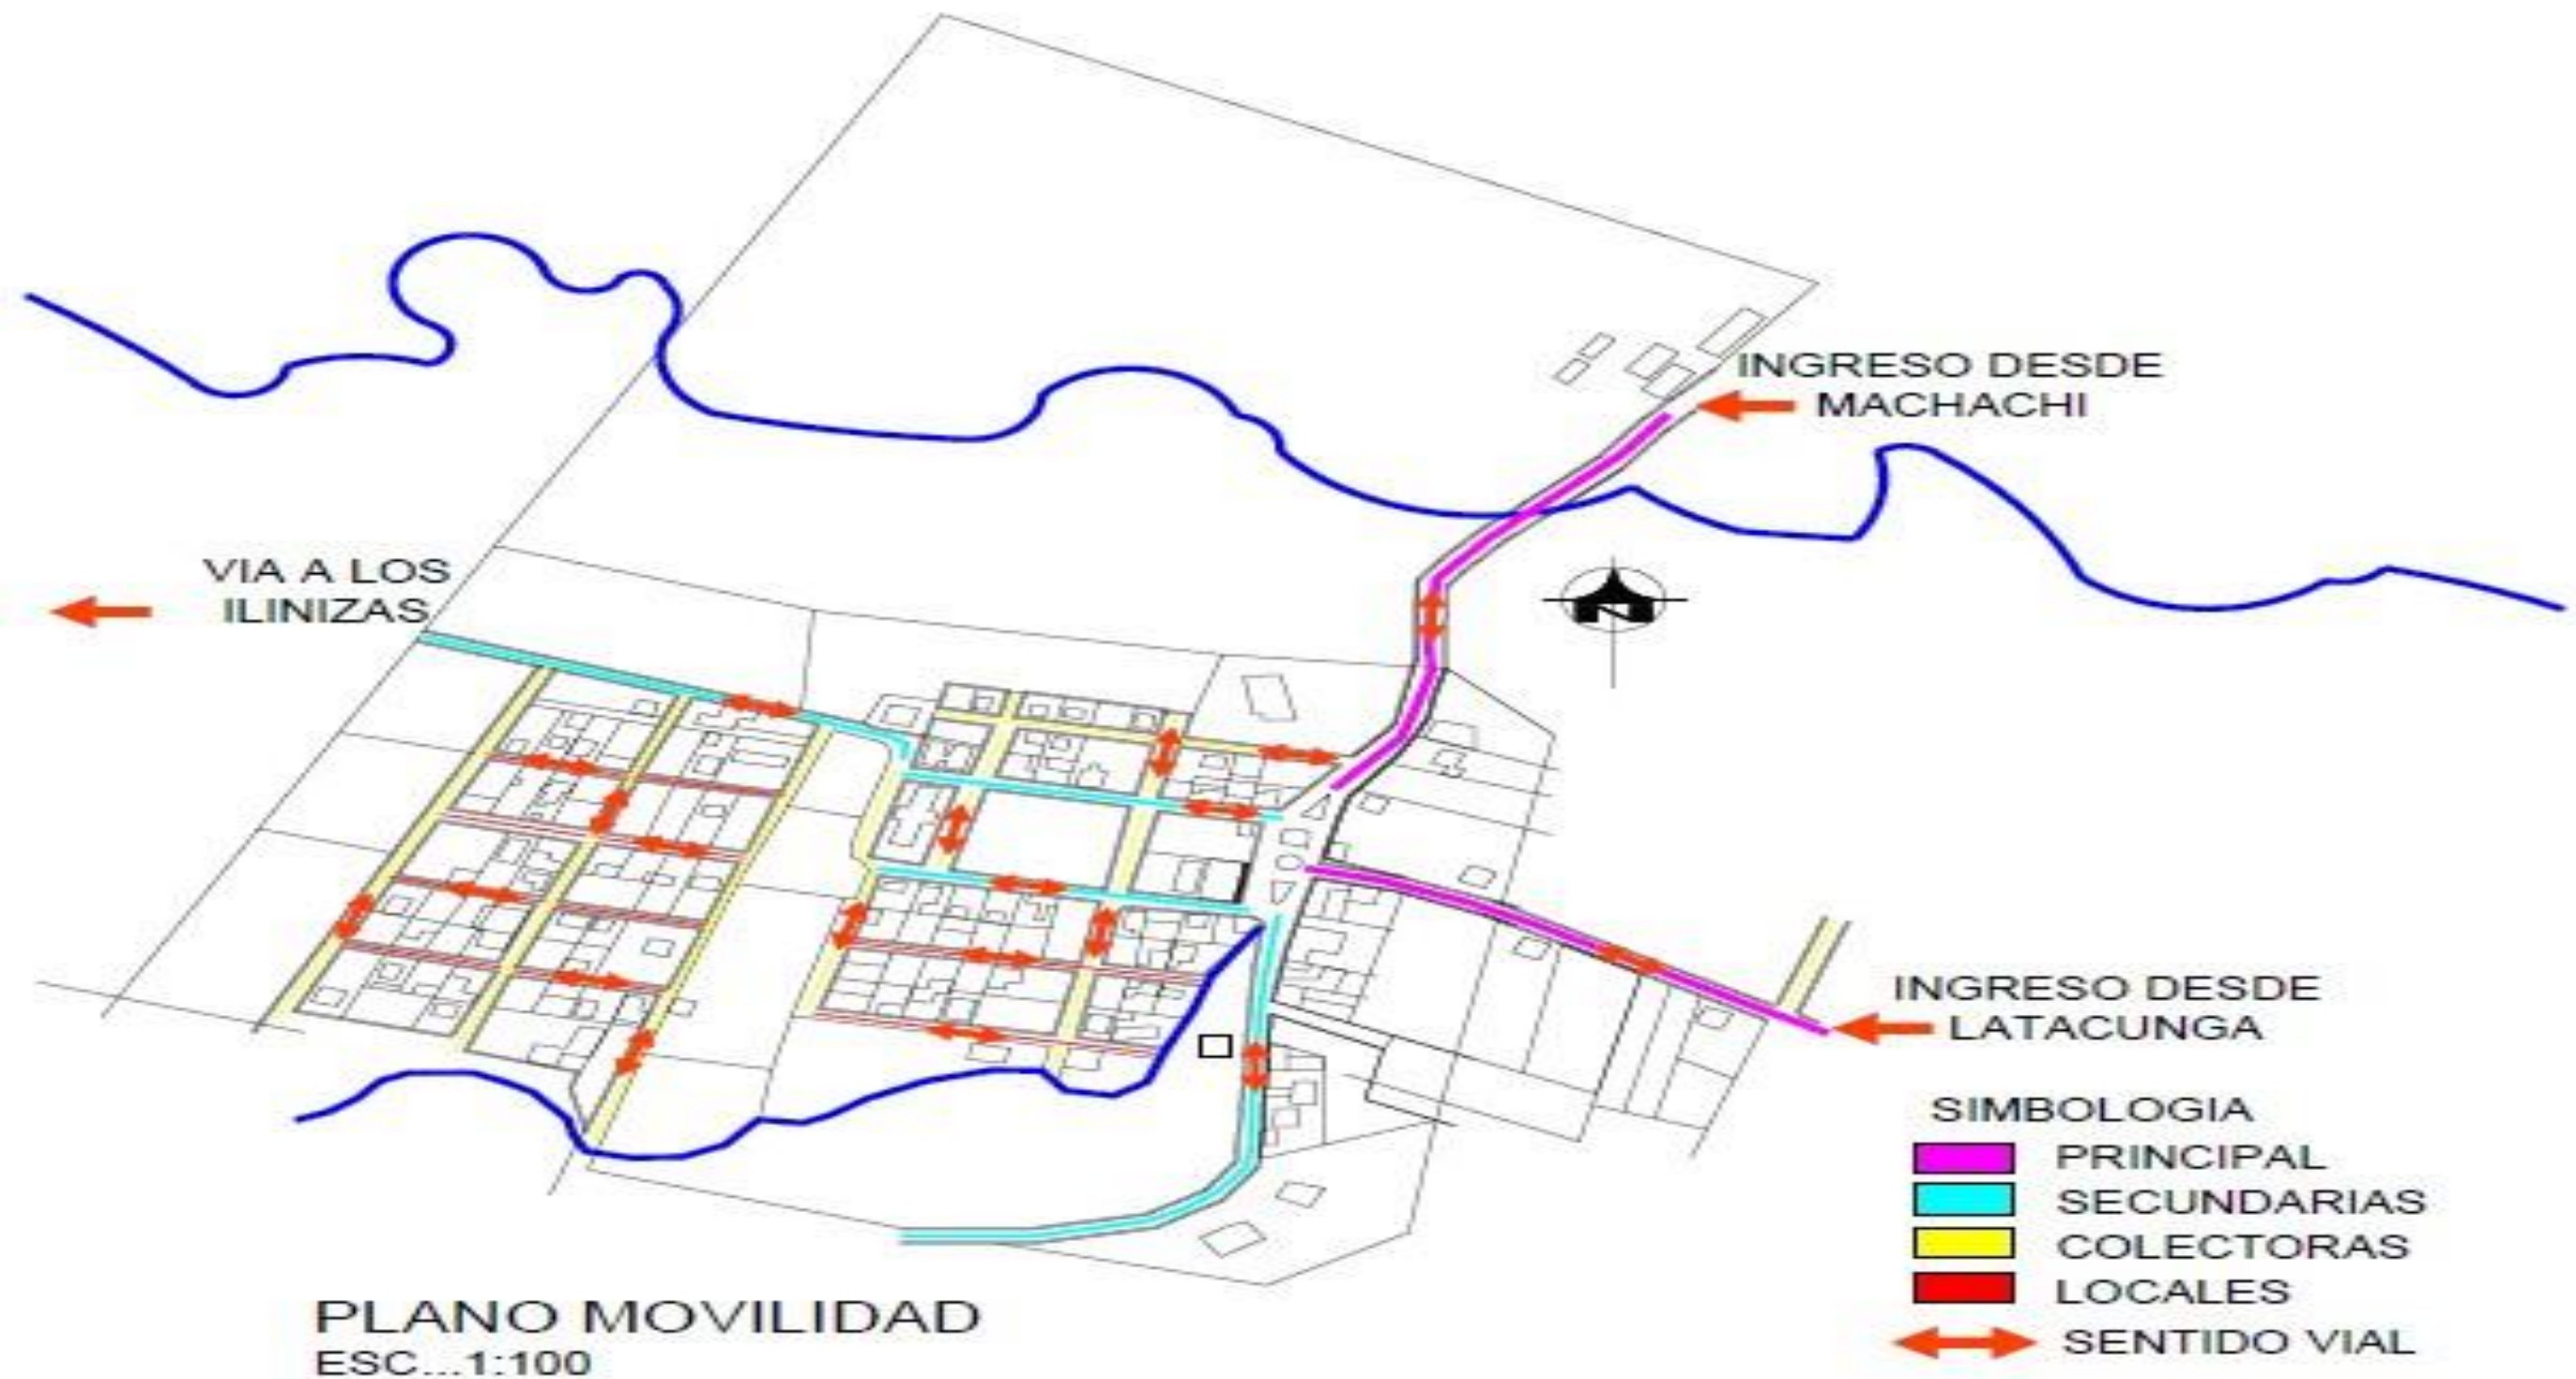 INGRESO DESDE
MACHACHI
VIA A LOS
ILINIZAS
N
INGRESO DESDE
LATACUNGA
SIMBOLOGIA
PRINCIPAL
SECUNDARIAS
COLECTORAS
LOCALES
SENTIDO VIAL
PLANO MOVILIDAD
ESC...1:100